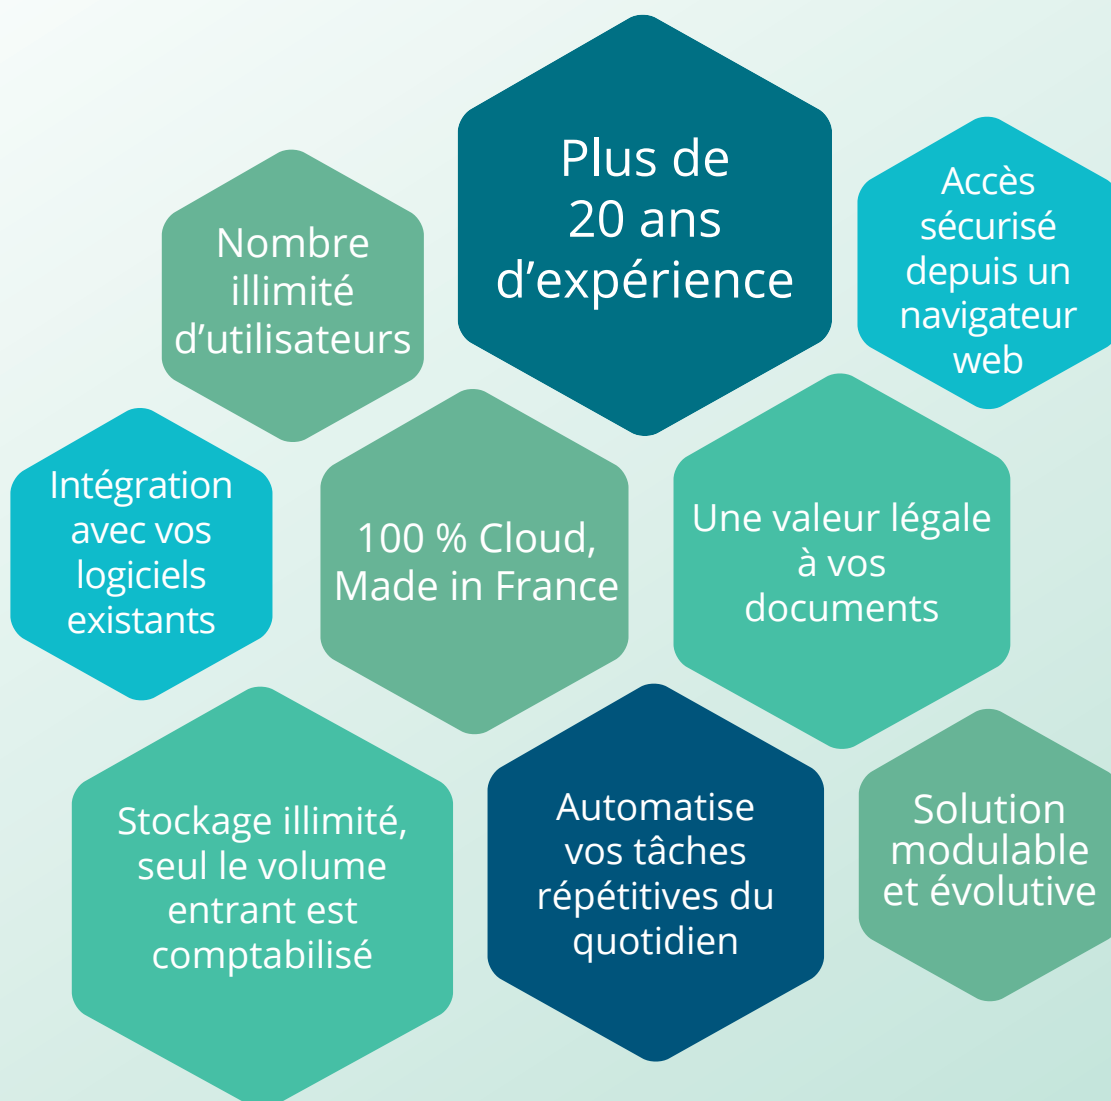 Plus de
20 ans
d’expérience
Nombre
illimité
d’utilisateurs
Accès
sécurisé
depuis un
navigateur
web
Intégration
avec vos
logiciels
existants
100 % Cloud,
Made in France
Une valeur légale
à vos
documents
Stockage illimité,
seul le volume
entrant est
comptabilisé
Automatise
vos tâches
répétitives du
quotidien
Solution
modulable
et évolutive